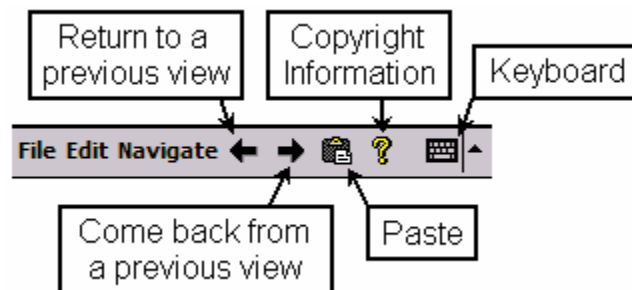 Return to a
previous view
Copyright
Information
Keyboard
File Edit Navigate
?
Come back from
a previous view
Paste